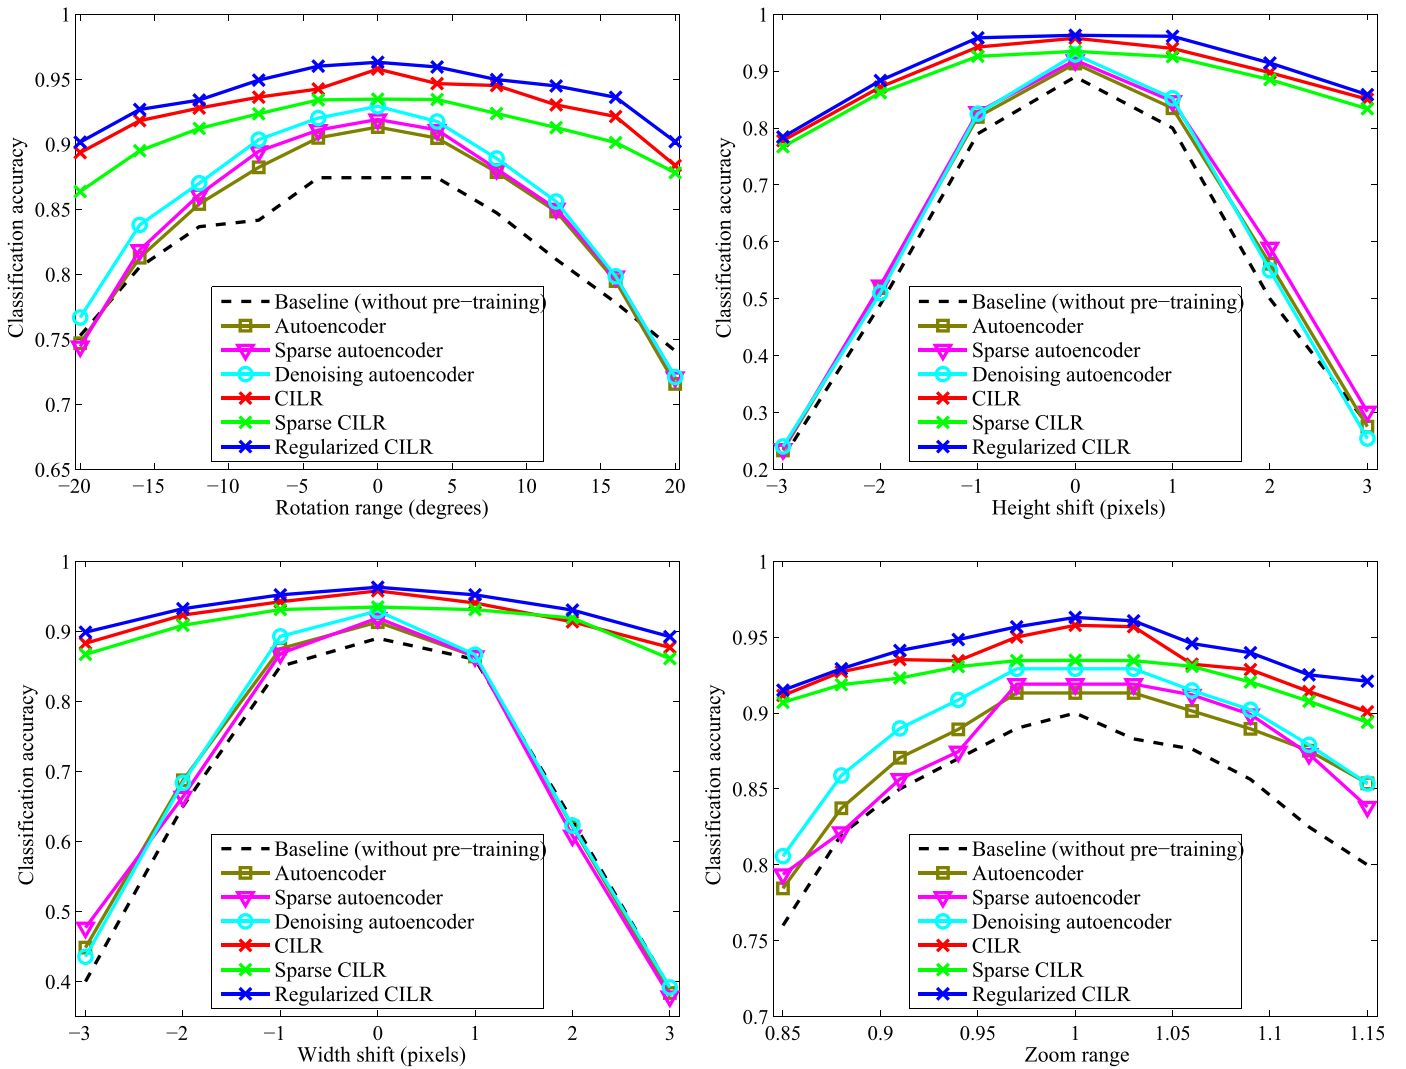 1
0.95
0.9
0.85
0.8
0.75
0.7
0.65
Classification accuracy
Baseline (without pre−training)
Autoencoder
Sparse autoencoder
Denoising autoencoder
CILR
Sparse CILR
Regularized CILR
−20 −15 −10 −5 0 5 10 15 20
Rotation range (degrees)
1
0.9
0.8
0.7
0.6
0.5
0.4
0.3
0.2
Classification accuracy
Baseline (without pre−training)
Autoencoder
Sparse autoencoder
Denoising autoencoder
CILR
Sparse CILR
Regularized CILR
−3 −2 −1 0 1 2 3
Height shift (pixels)
1
0.9
0.8
0.7
0.6
0.5
0.4
Classification accuracy
Baseline (without pre−training)
Autoencoder
Sparse autoencoder
Denoising autoencoder
CILR
Sparse CILR
Regularized CILR
−3 −2 −1 0 1 2 3
Width shift (pixels)
1
0.95
0.9
0.85
0.8
0.75
0.7
Classification accuracy
Baseline (without pre−training)
Autoencoder
Sparse autoencoder
Denoising autoencoder
CILR
Sparse CILR
Regularized CILR
0.85 0.9 0.95 1 1.05 1.1 1.15
Zoom range